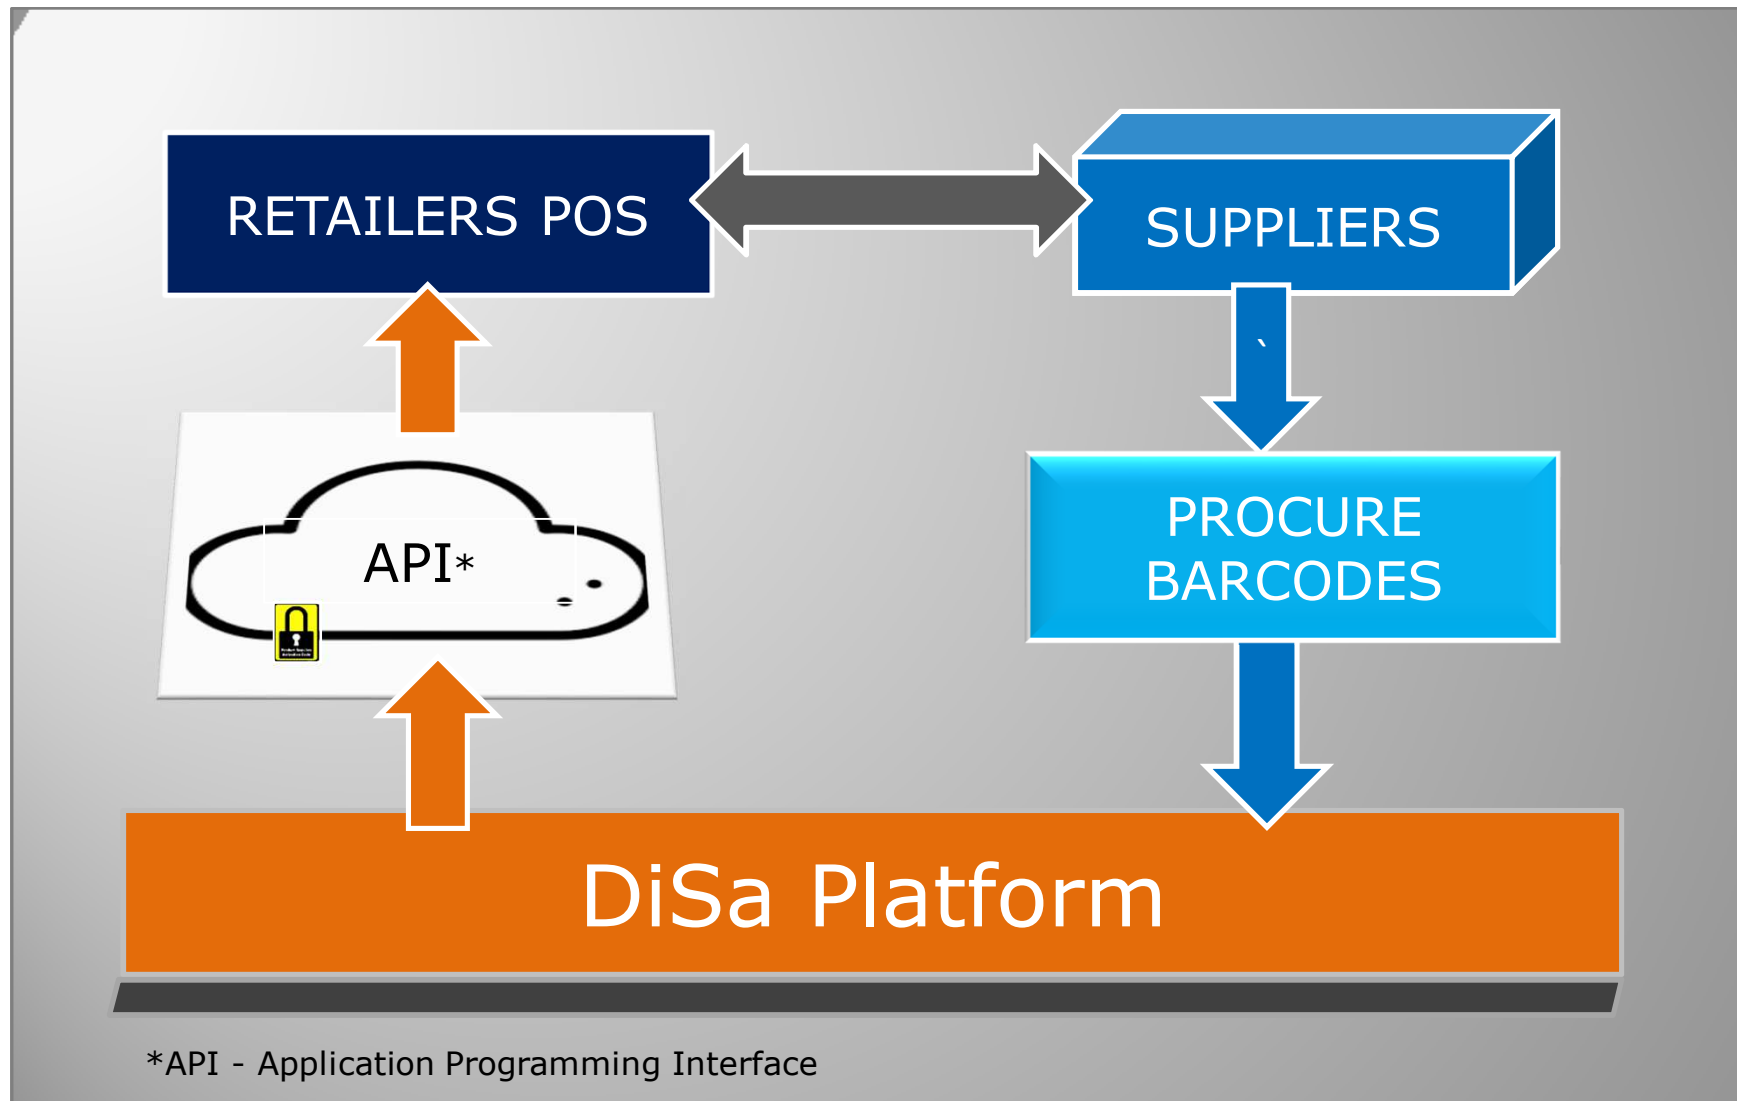 RETAILERS POS
SUPPLIERS
`
PROCURE
BARCODES
API*
DiSa Platform
*API - Application Programming Interface